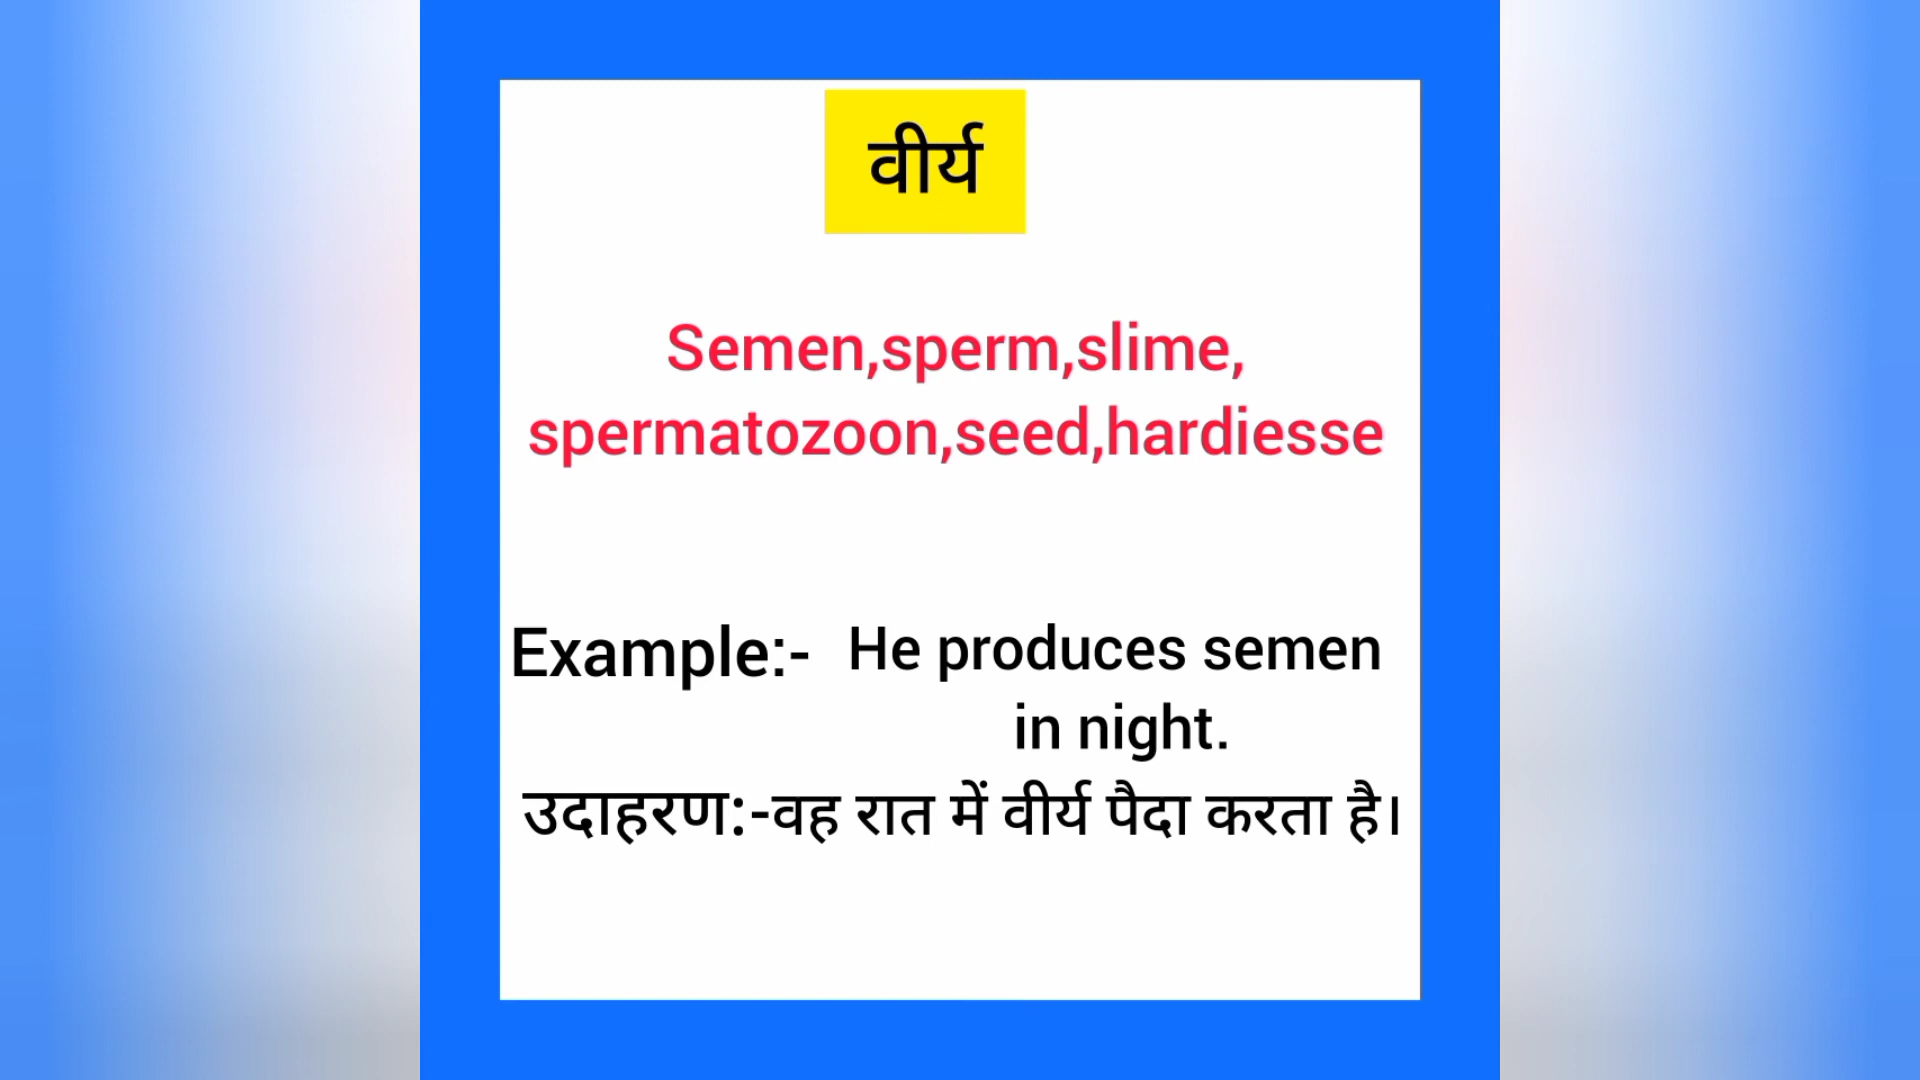 वीर्य
Semen,sperm,slime,
spermatozoon,seed,hardiesse
Example:- He produces semen
in night.
उदाहरण:-वह रात में वीर्य पैदा करता है।